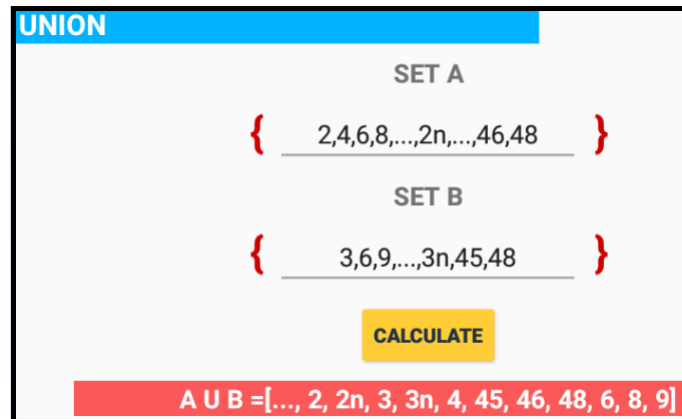 UNION
SET A
{ 2,4,6,8,...,2n,...,46,48 }
SET B
{ 3,6,9,...,3n,45,48 }
CALCULATE
A U B =[..., 2, 2n, 3, 3n, 4, 45, 46, 48, 6, 8, 9]